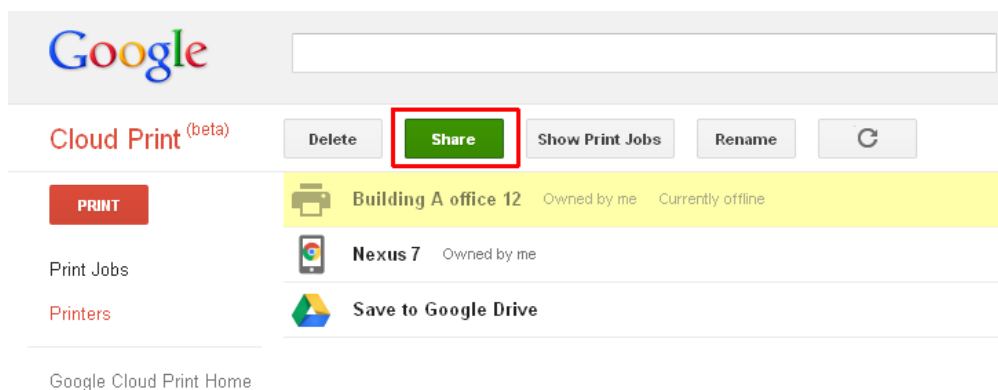 Google
Cloud Print (beta)
Delete Share Show Print Jobs Rename
PRINT
Building A office 12 Owned by me Currently offline
Nexus 7 Owned by me
Print Jobs
Save to Google Drive
Printers
Google Cloud Print Home